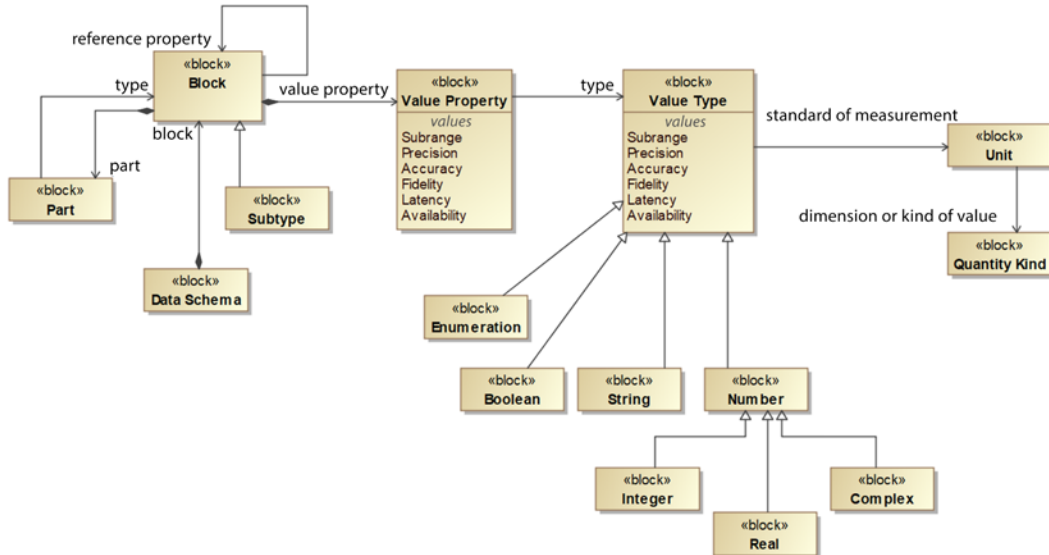 reference property
«block»
Block
type
value property
block
part
«block»
Part
«block»
Subtype
«block»
Data Schema
«block»
Value Property
values
Subrange
Precision
Accuracy
Fidelity
Latency
Availability
type
«block»
Value Type
values
Subrange
Precision
Accuracy
Fidelity
Latency
Availability
standard of measurement
«block»
Unit
dimension or kind of value
«block»
Quantity Kind
«block»
Enumeration
«block»
Boolean
«block»
String
«block»
Number
«block»
Integer
«block»
Real
«block»
Complex